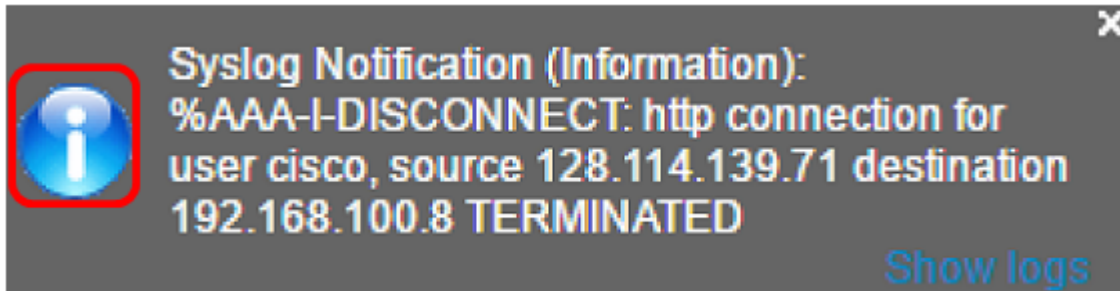 Syslog Notification (Information):
%AAA-I-DISCONNECT: http connection for
user cisco, source 128.114.139.71 destination
192.168.100.8 TERMINATED
Show logs